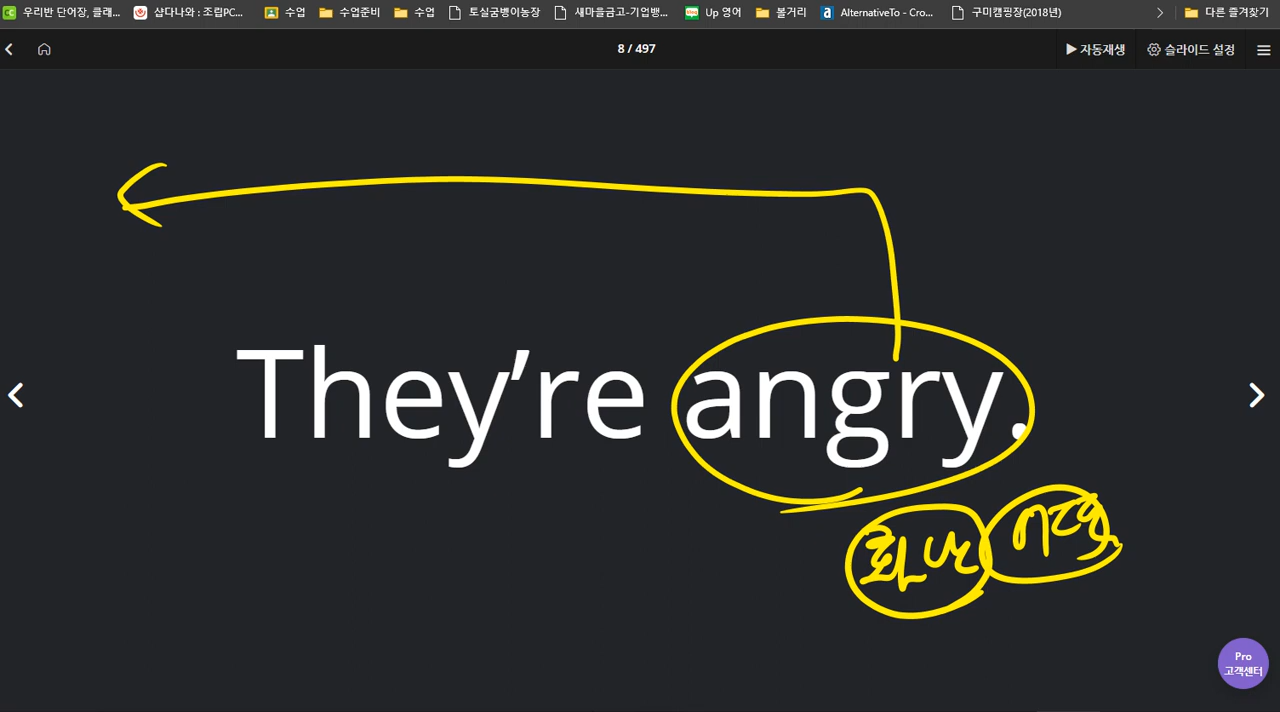 우리반 단어장, 클래... 샵다나와 : 조립PC... 수업 수업준비 수업 토실굼뱅이농장 새마을금고-기업뱅... Up 영어 볼거리 AlternativeTo - Cro... 구미캠핑장(2018년) 다른 즐겨찾기
8 / 497 자동재생 슬라이드 설정
They're angry.
화난
Pro
고객센터